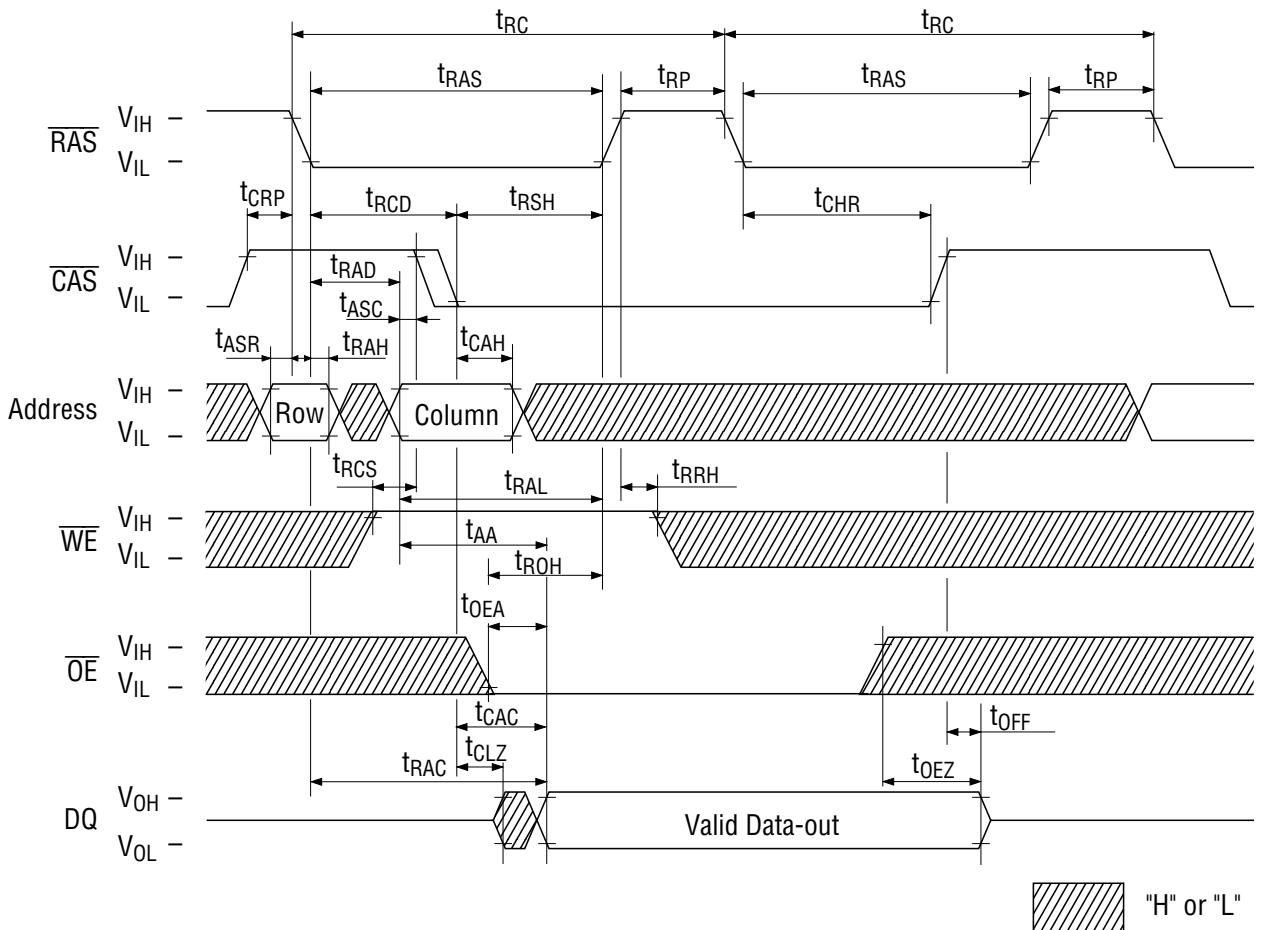 tRC tRC
tRAS tRP tRAS tRP
RAS VIH –
VIL –
tCRP tRCD tRSH tCHR
CAS VIH –
VIL –
tRAD
tASC
tASR tRAH tCAH
Address VIH –
VIL –
Row Column
tRCS tRAL tRRH
WE VIH –
VIL –
tAA
tROH
tOEA
OE VIH –
VIL –
tCAC tOFF
tCLZ
tRAC tOEZ
DQ VOH –
VOL –
Valid Data-out
"H" or "L"